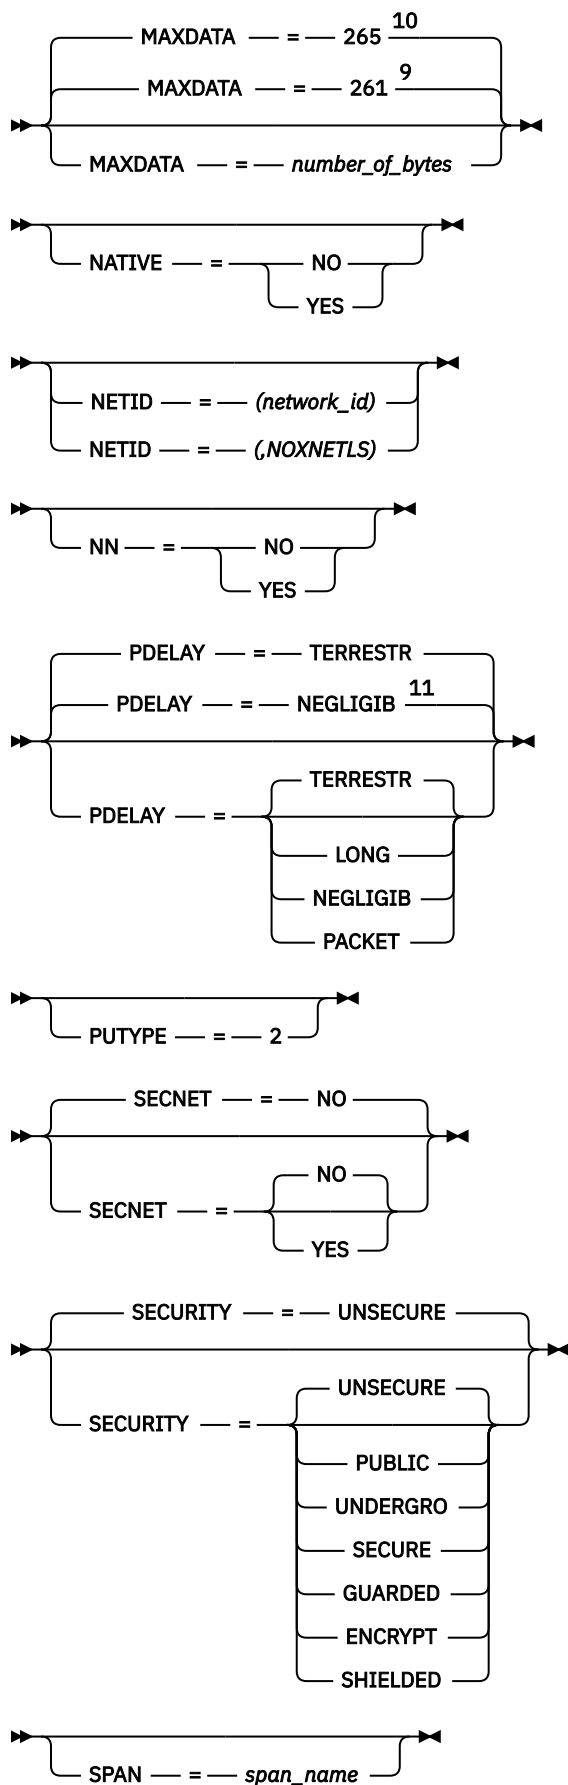 MAXDATA = 265 10
MAXDATA = 261 9
MAXDATA = number_of_bytes
NATIVE = NO
YES
NETID = (network_id)
NETID = (,NOXNETLS)
NN = NO
YES
PDELAY = TERRESTR
PDELAY = NEGLIGIB 11
TERRESTR
PDELAY =
LONG
NEGLIGIB
PACKET
PUTYPE = 2
SECNET = NO
NO
SECNET =
YES
SECURITY = UNSECURE
UNSECURE
SECURITY =
PUBLIC
UNDERGRO
SECURE
GUARDED
ENCRYPT
SHIELDED
SPAN = span_name